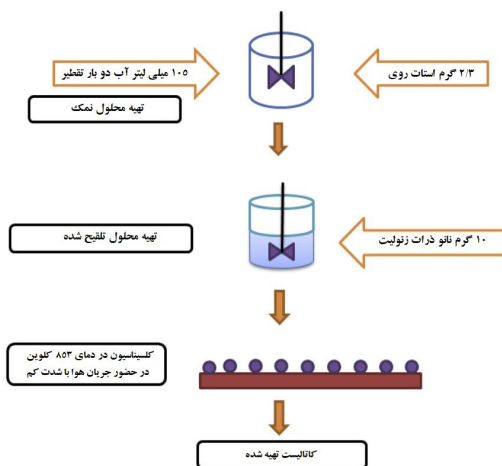 ۲/۳ گرم استات روی
۱۰۵ میلی لیتر آب دو بار تقطیر
تهیه محلول نمک
۱۰ گرم نانو ذرات زئولیت
تهیه محلول تلقیح شده
کلسیناسیون در دمای ۸۵۳ کلوین
در حضور جریان هوا با شدت کم
کاتالیست تهیه شده